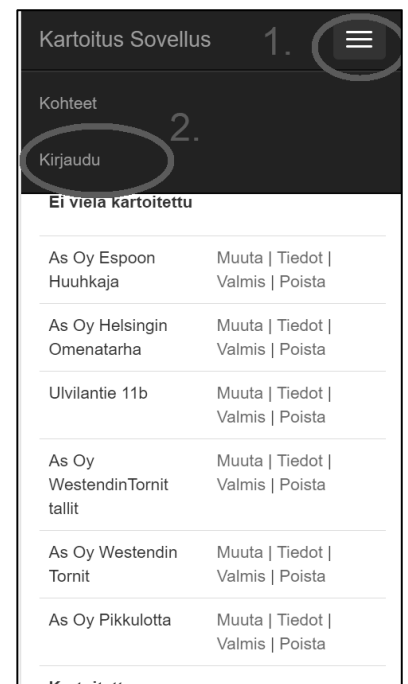 Kartoitus Sovellus 1.
Kohteet
2.
Kirjaudu
Ei vielä kartoitettu
As Oy Espoon Muuta | Tiedot |
Huuhkaja Valmis | Poista
As Oy Helsingin Muuta | Tiedot |
Omenatarha Valmis | Poista
Ulvilantie 11b Muuta | Tiedot |
Valmis | Poista
As Oy Muuta | Tiedot |
WestendinTornit Valmis | Poista
tallit
As Oy Westendin Muuta | Tiedot |
Tornit Valmis | Poista
As Oy Pikkulotta Muuta | Tiedot |
Valmis | Poista